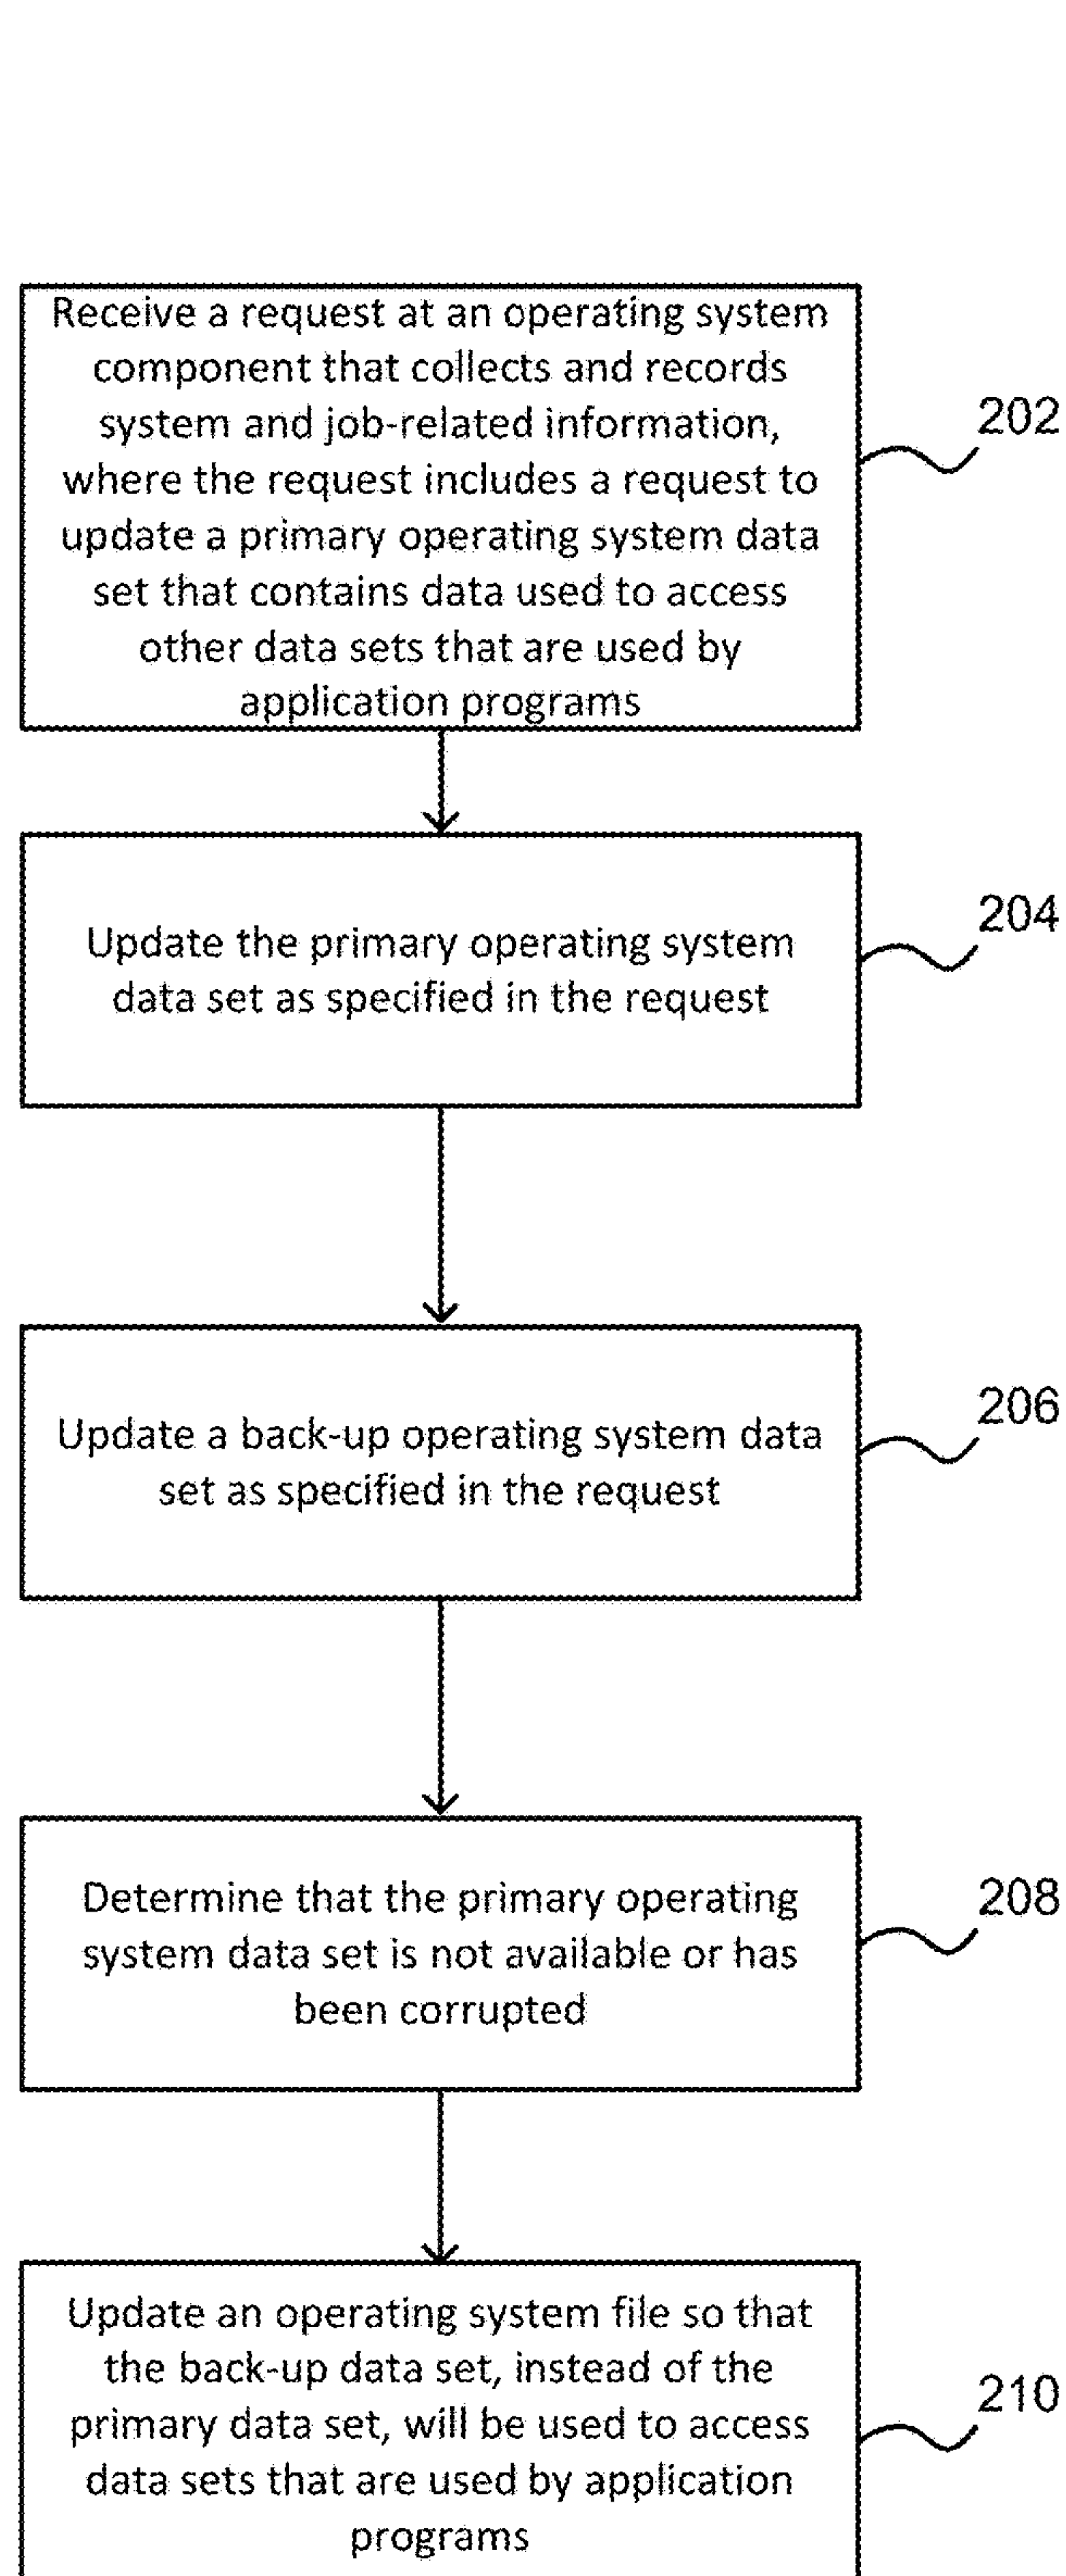 Receive a request at an operating system
component that collects and records
system and job-related information,
where the request includes a request to
update a primary operating system data
set that contains data used to access
other data sets that are used by
application programs
202
Update the primary operating system
data set as specified in the request
204
Update a back-up operating system data
set as specified in the request
206
Determine that the primary operating
system data set is not available or has
been corrupted
208
Update an operating system file so that
the back-up data set, instead of the
primary data set, will be used to access
data sets that are used by application
programs
210